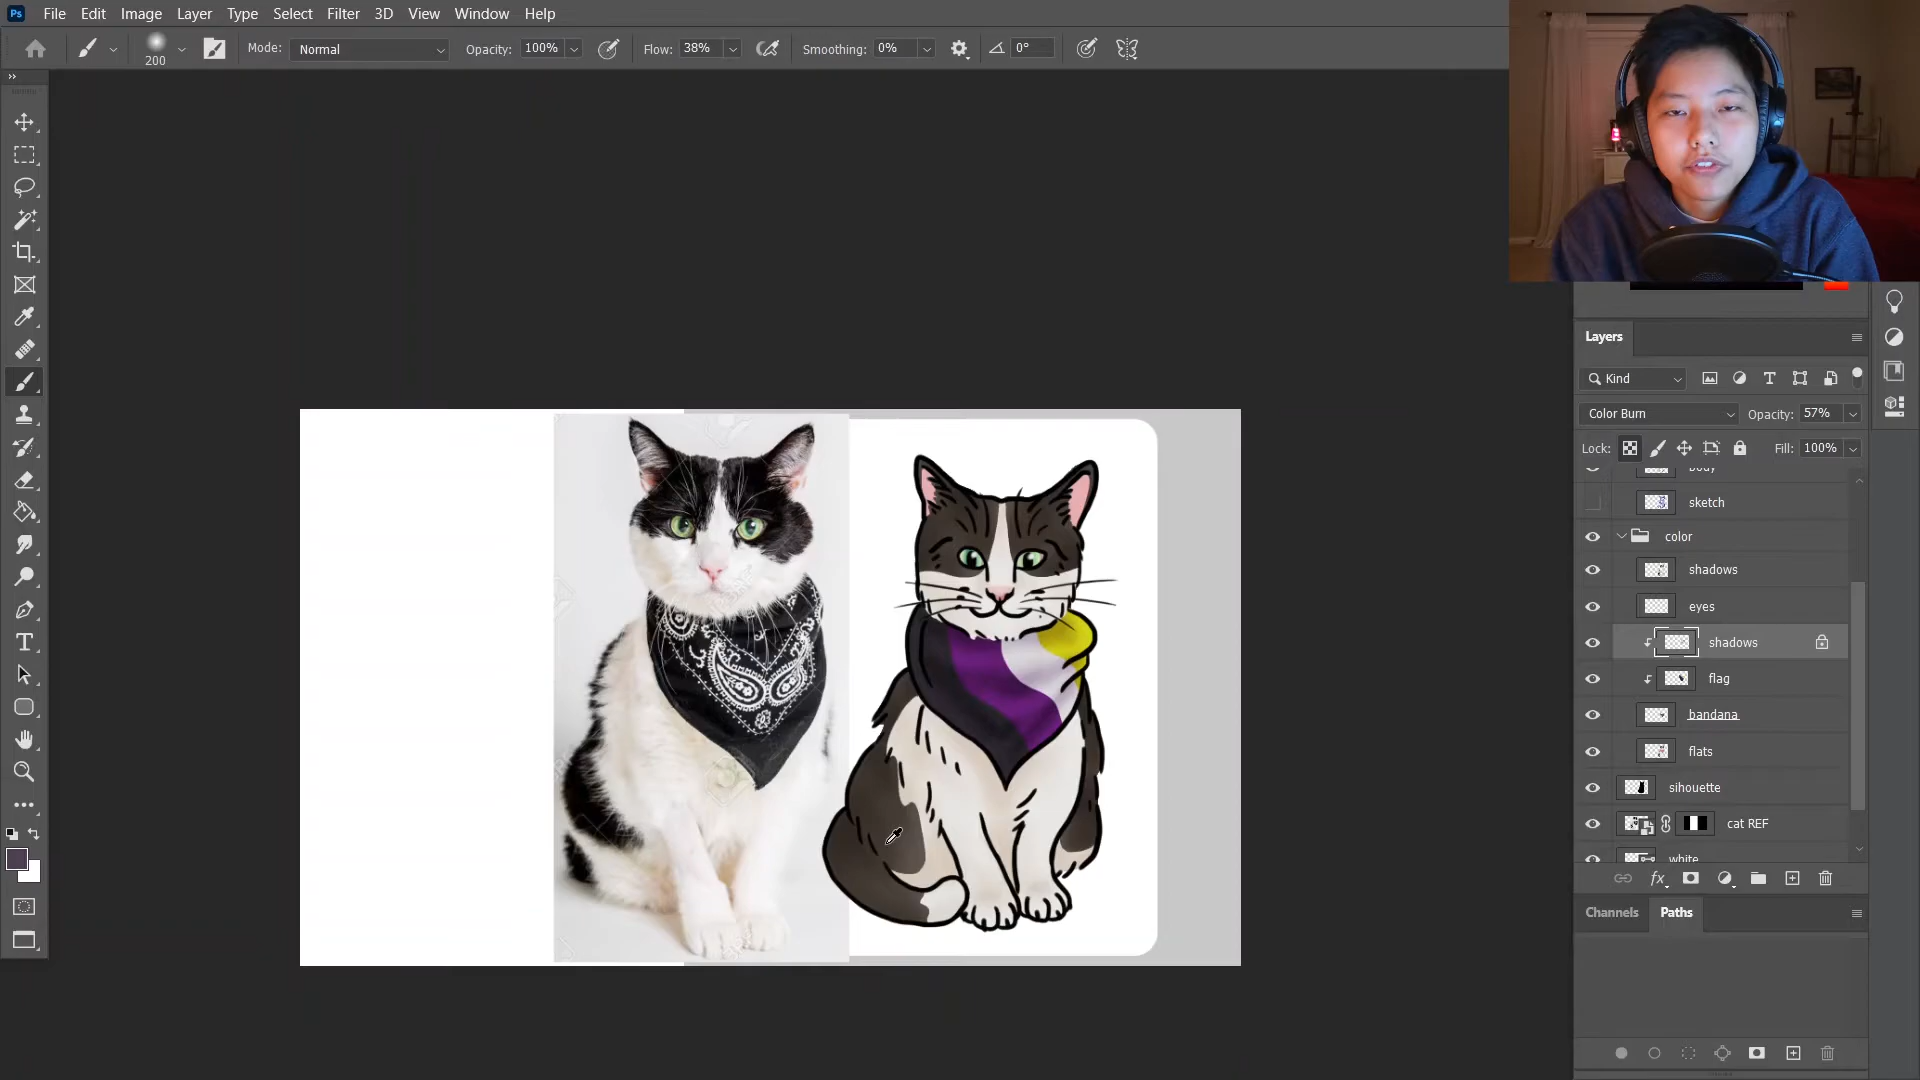 Ps File Edit Image Layer Type Select Filter 3D View Window Help
200 Mode: Normal Opacity: 100% Flow: 38% Smoothing: 0% 0°
Layers
Kind
Color Burn Opacity: 57%
Lock: Fill: 100%
body
sketch
color
shadows
eyes
shadows
flag
bandana
flats
sihouette
cat REF
white
fx
Channels Paths